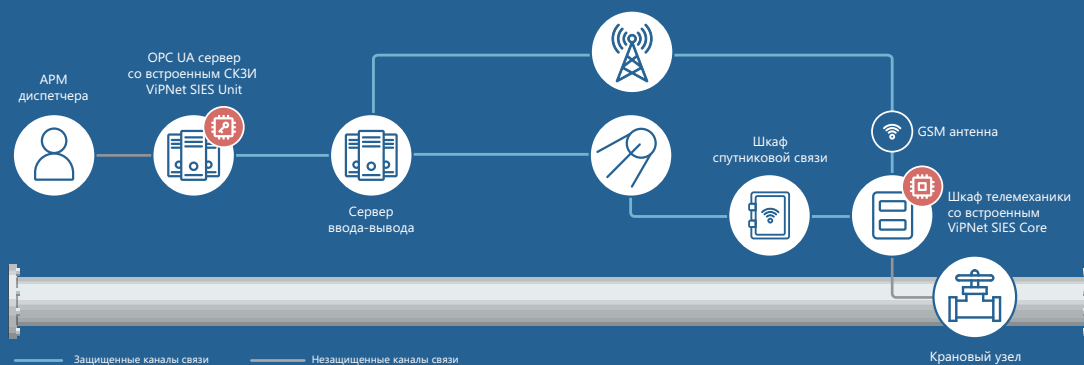 АРМ
диспетчера
OPC UA сервер
со встроенным СКЗИ
ViPNet SIES Unit
Сервер
ввода-вывода
Шкаф
спутниковой связи
GSM антенна
Шкаф телемеханики
со встроенным
ViPNet SIES Core
Крановый узел
Защищенные каналы связи
Незащищенные каналы связи